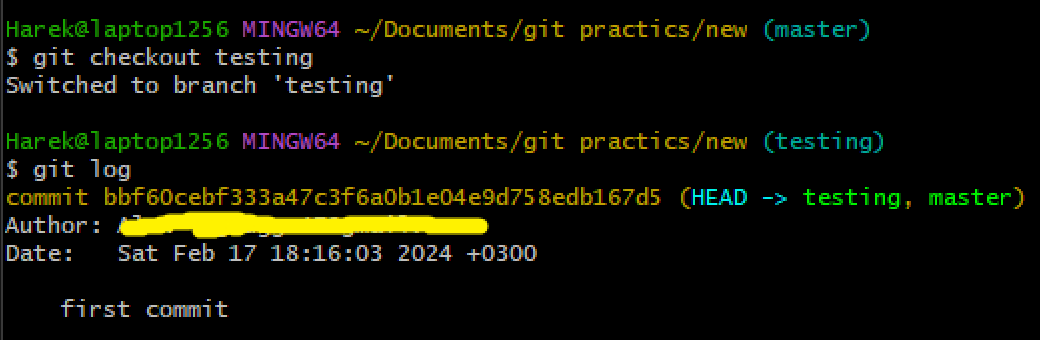 Harek@laptop1256 MINGW64 ~/Documents/git practics/new (master)
$ git checkout testing
Switched to branch 'testing'
Harek@laptop1256 MINGW64 ~/Documents/git practics/new (testing)
$ git log
commit bbf60cebf333a47c3f6a0b1e04e9d758edb167d5 (HEAD -> testing, master)
Author:
Date:   Sat Feb 17 18:16:03 2024 +0300
first commit